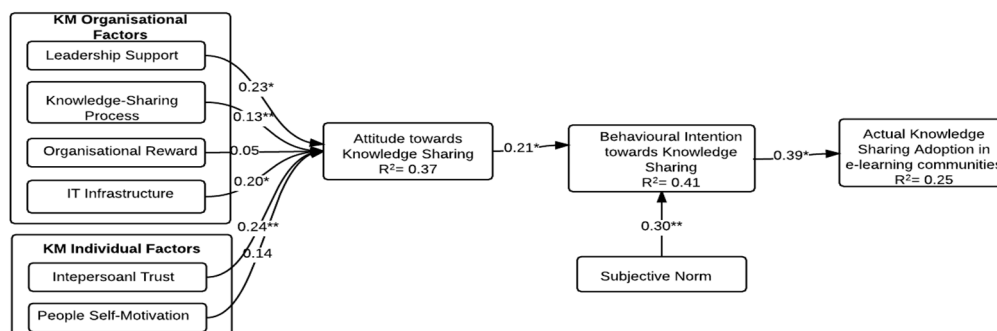 KM Organisational
Factors
Leadership Support
Knowledge-Sharing
Process
Organisational Reward
IT Infrastructure
KM Individual Factors
Intepersoanl Trust
People Self-Motivation
0.23*
0.13**
0.05
0.20*
0.24**
0.14
Attitude towards
Knowledge Sharing
R²= 0.37
0.21*
Behavioural Intention
towards Knowledge
Sharing
R²= 0.41
0.30**
Subjective Norm
0.39*
Actual Knowledge
Sharing Adoption in
e-learning communities
R²= 0.25